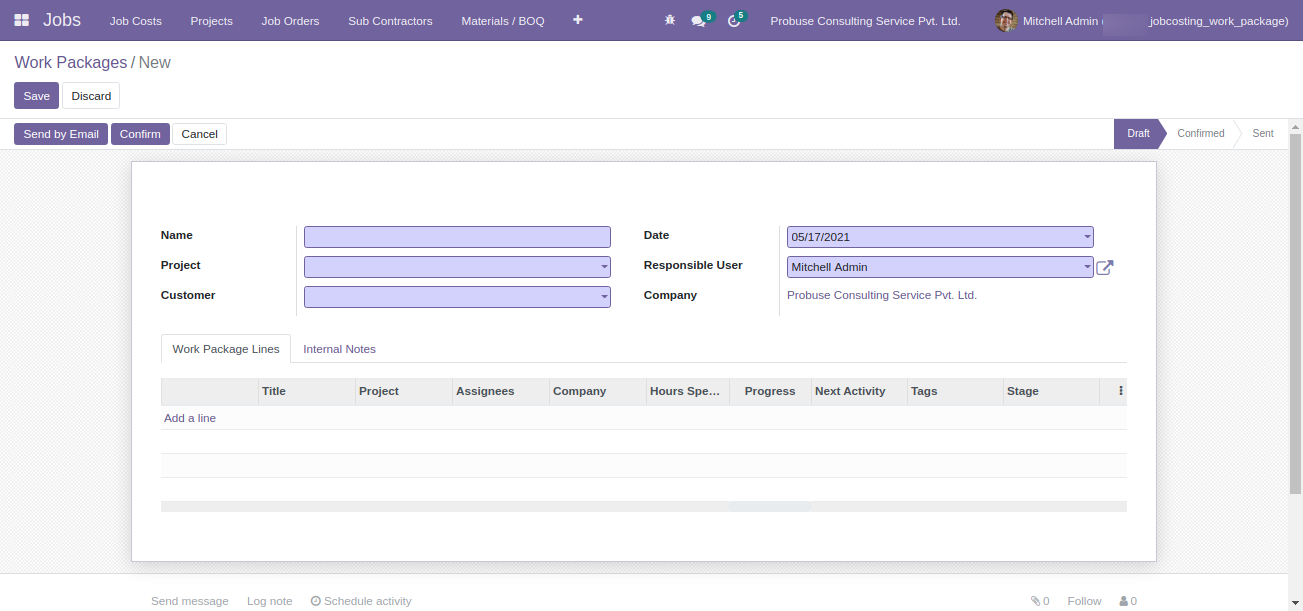 Jobs Job Costs Projects Job Orders Sub Contractors Materials / BOQ 9 5 Probuse Consulting Service Pvt. Ltd. Mitchell Admin ( jobcosting_work_package)
Work Packages / New
Save Discard
Send by Email Confirm Cancel Draft Confirmed Sent
Name Date 05/17/2021
Project Responsible User Mitchell Admin
Customer Company Probuse Consulting Service Pvt. Ltd.
Work Package Lines Internal Notes
Title Project Assignees Company Hours Spe... Progress Next Activity Tags Stage
Add a line
Send message Log note Schedule activity 0 Follow 0